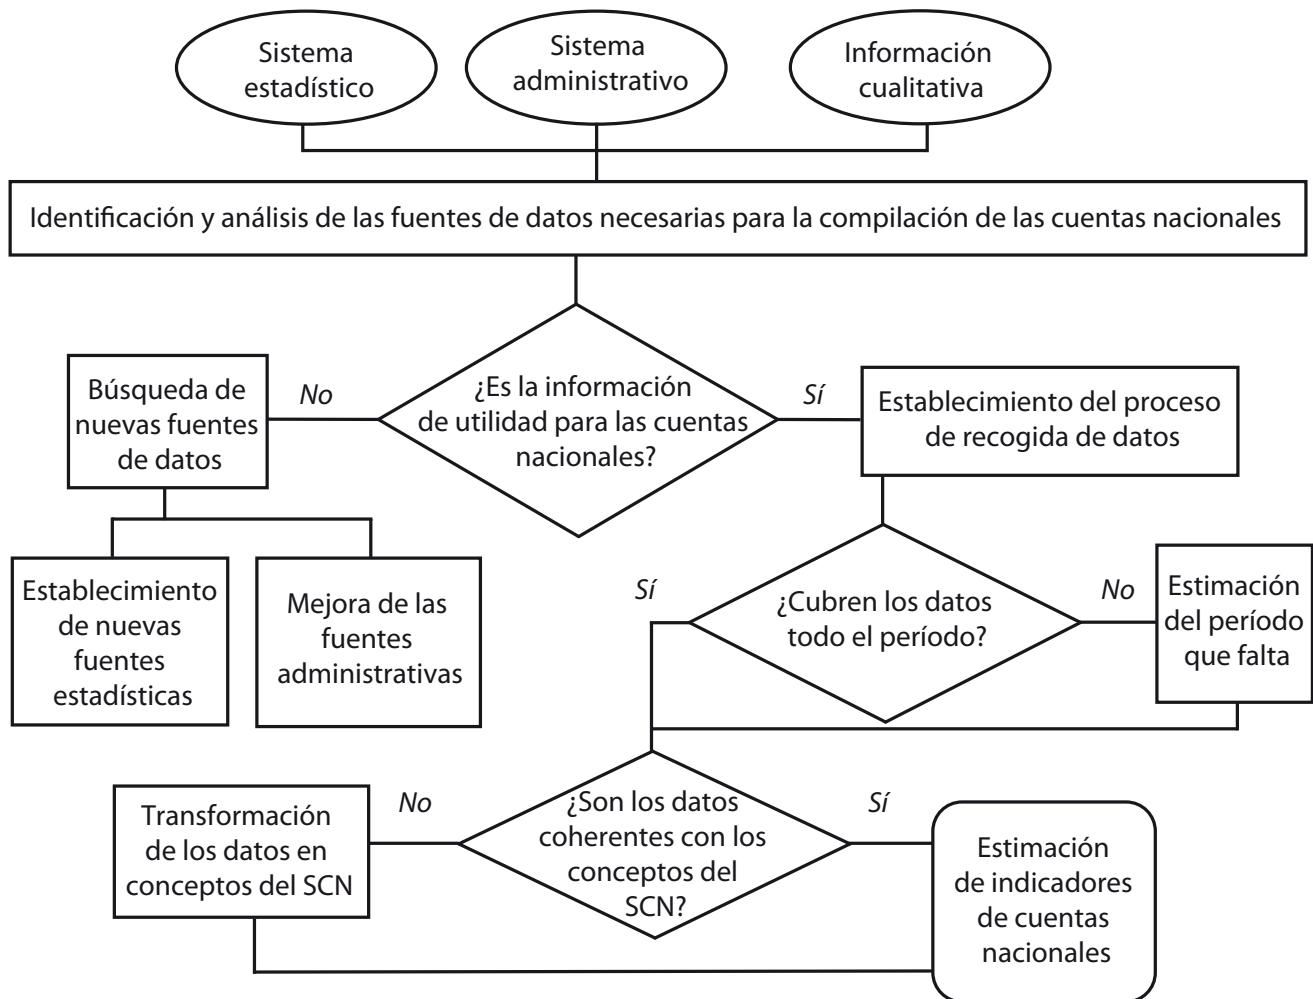 Sistema
estadístico
Sistema
administrativo
Información
cualitativa
Identificación y análisis de las fuentes de datos necesarias para la compilación de las cuentas nacionales
Búsqueda de
nuevas fuentes
de datos
No
¿Es la información
de utilidad para las cuentas
nacionales?
Sí
Establecimiento del proceso
de recogida de datos
Establecimiento
de nuevas
fuentes
estadísticas
Mejora de las
fuentes
administrativas
Sí
¿Cubren los datos
todo el período?
No
Estimación
del período
que falta
Transformación
de los datos en
conceptos del SCN
No
¿Son los datos
coherentes con los
conceptos del
SCN?
Sí
Estimación
de indicadores
de cuentas
nacionales